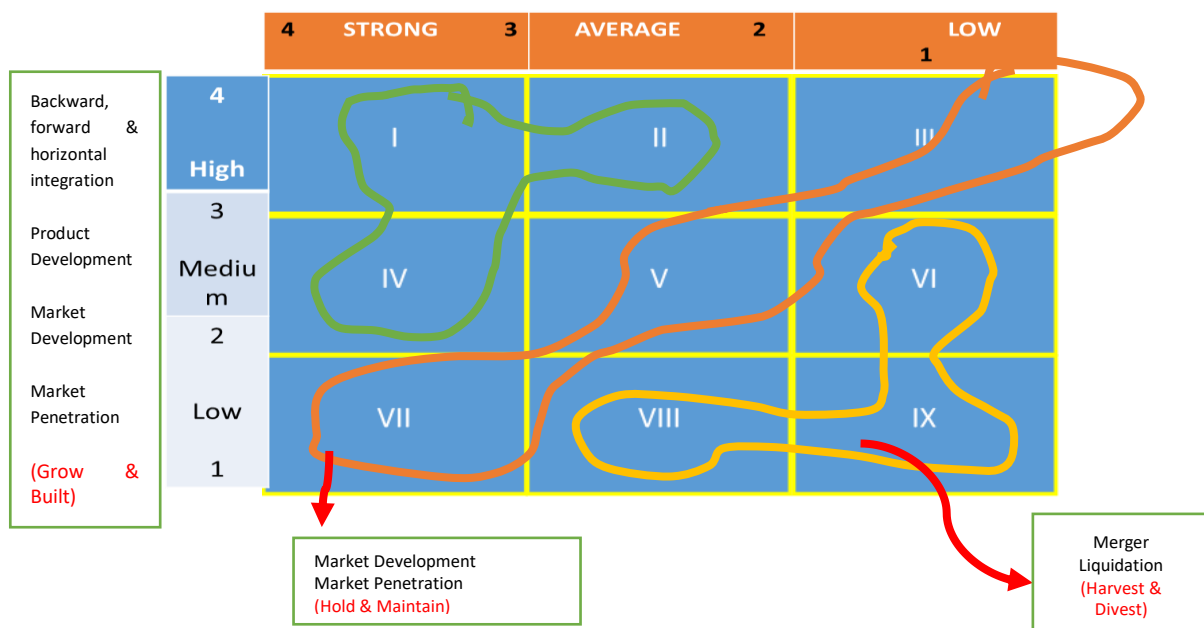 4 STRONG 3 AVERAGE 2 LOW
1
Backward,
forward &
horizontal
integration
Product
Development
Market
Development
Market
Penetration
(Grow &
Built)
4
High
3
Mediu
m
2
Low
1
I II III
IV V VI
VII VIII IX
Market Development
Market Penetration
(Hold & Maintain)
Merger
Liquidation
(Harvest &
Divest)